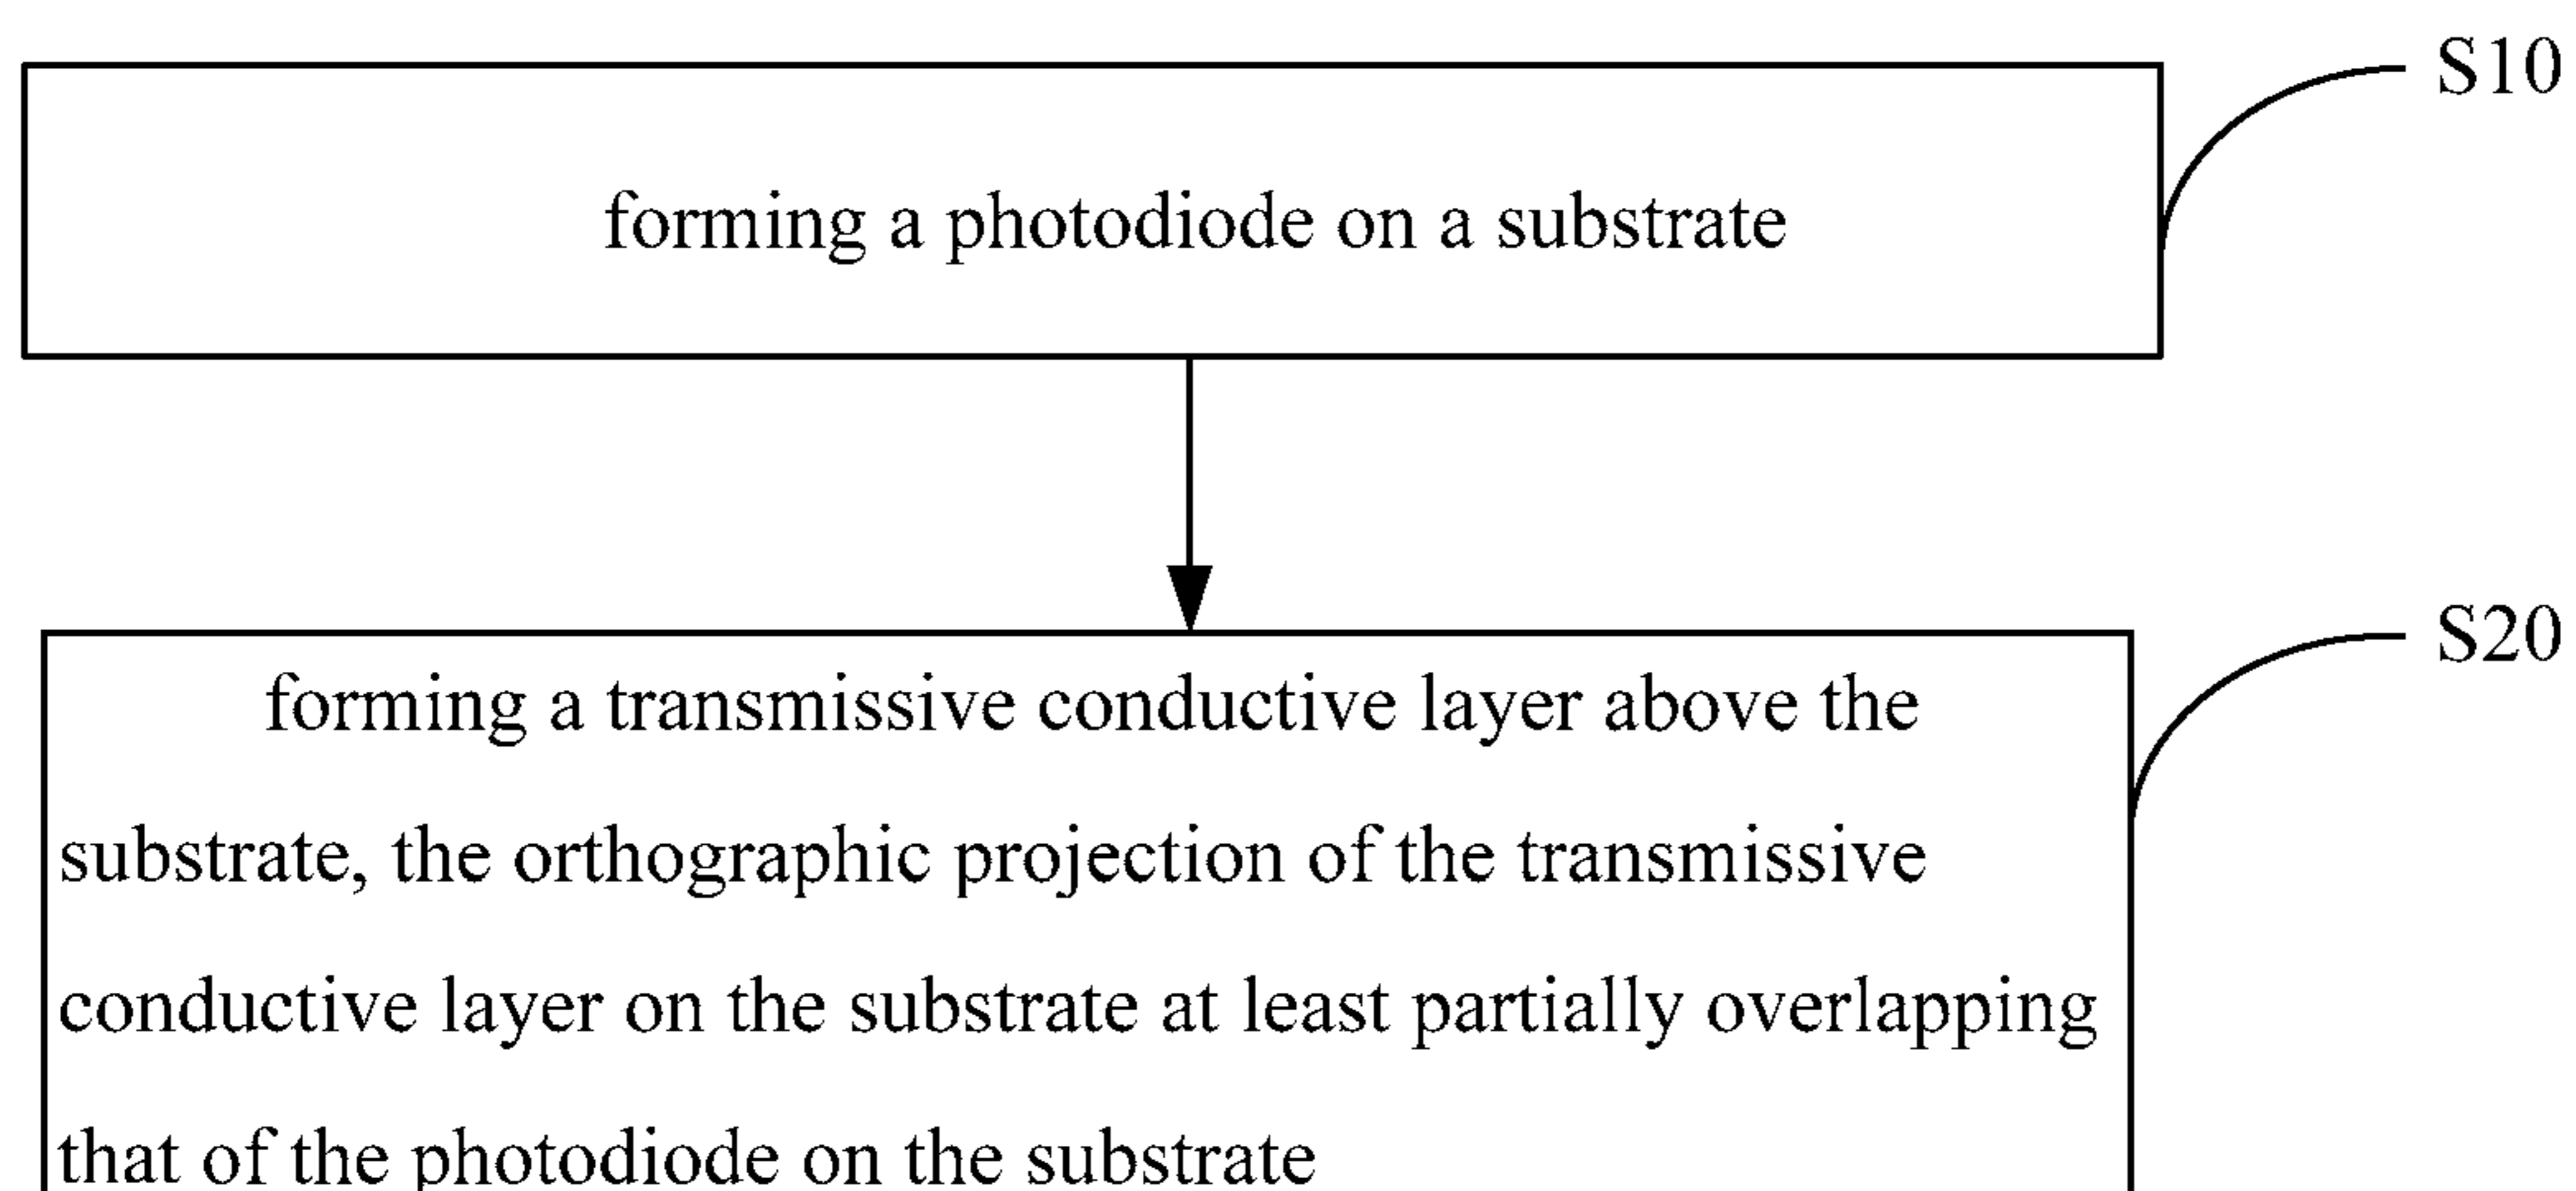 S10
forming a photodiode on a substrate
S20
forming a transmissive conductive layer above the
substrate, the orthographic projection of the transmissive
conductive layer on the substrate at least partially overlapping
that of the photodiode on the substrate